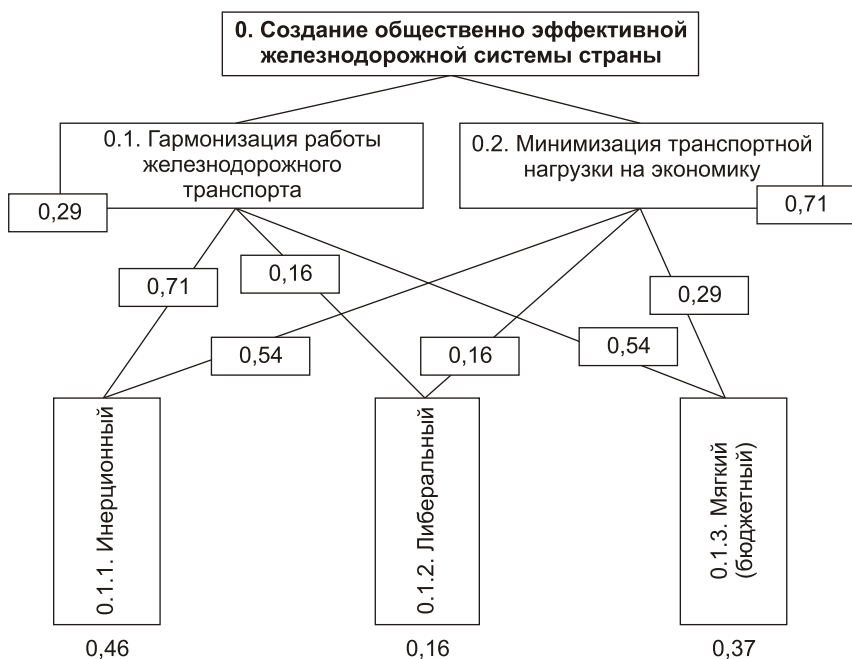 0. Создание общественно эффективной
железнодорожной системы страны
0.1. Гармонизация работы
железнодорожного
транспорта
0.2. Минимизация транспортной
нагрузки на экономику
0,29
0,71
0,71
0,16
0,29
0,54
0,16
0,54
0.1.1. Инерционный
0.1.2. Либеральный
0.1.3. Мягкий
(бюджетный)
0,46
0,16
0,37